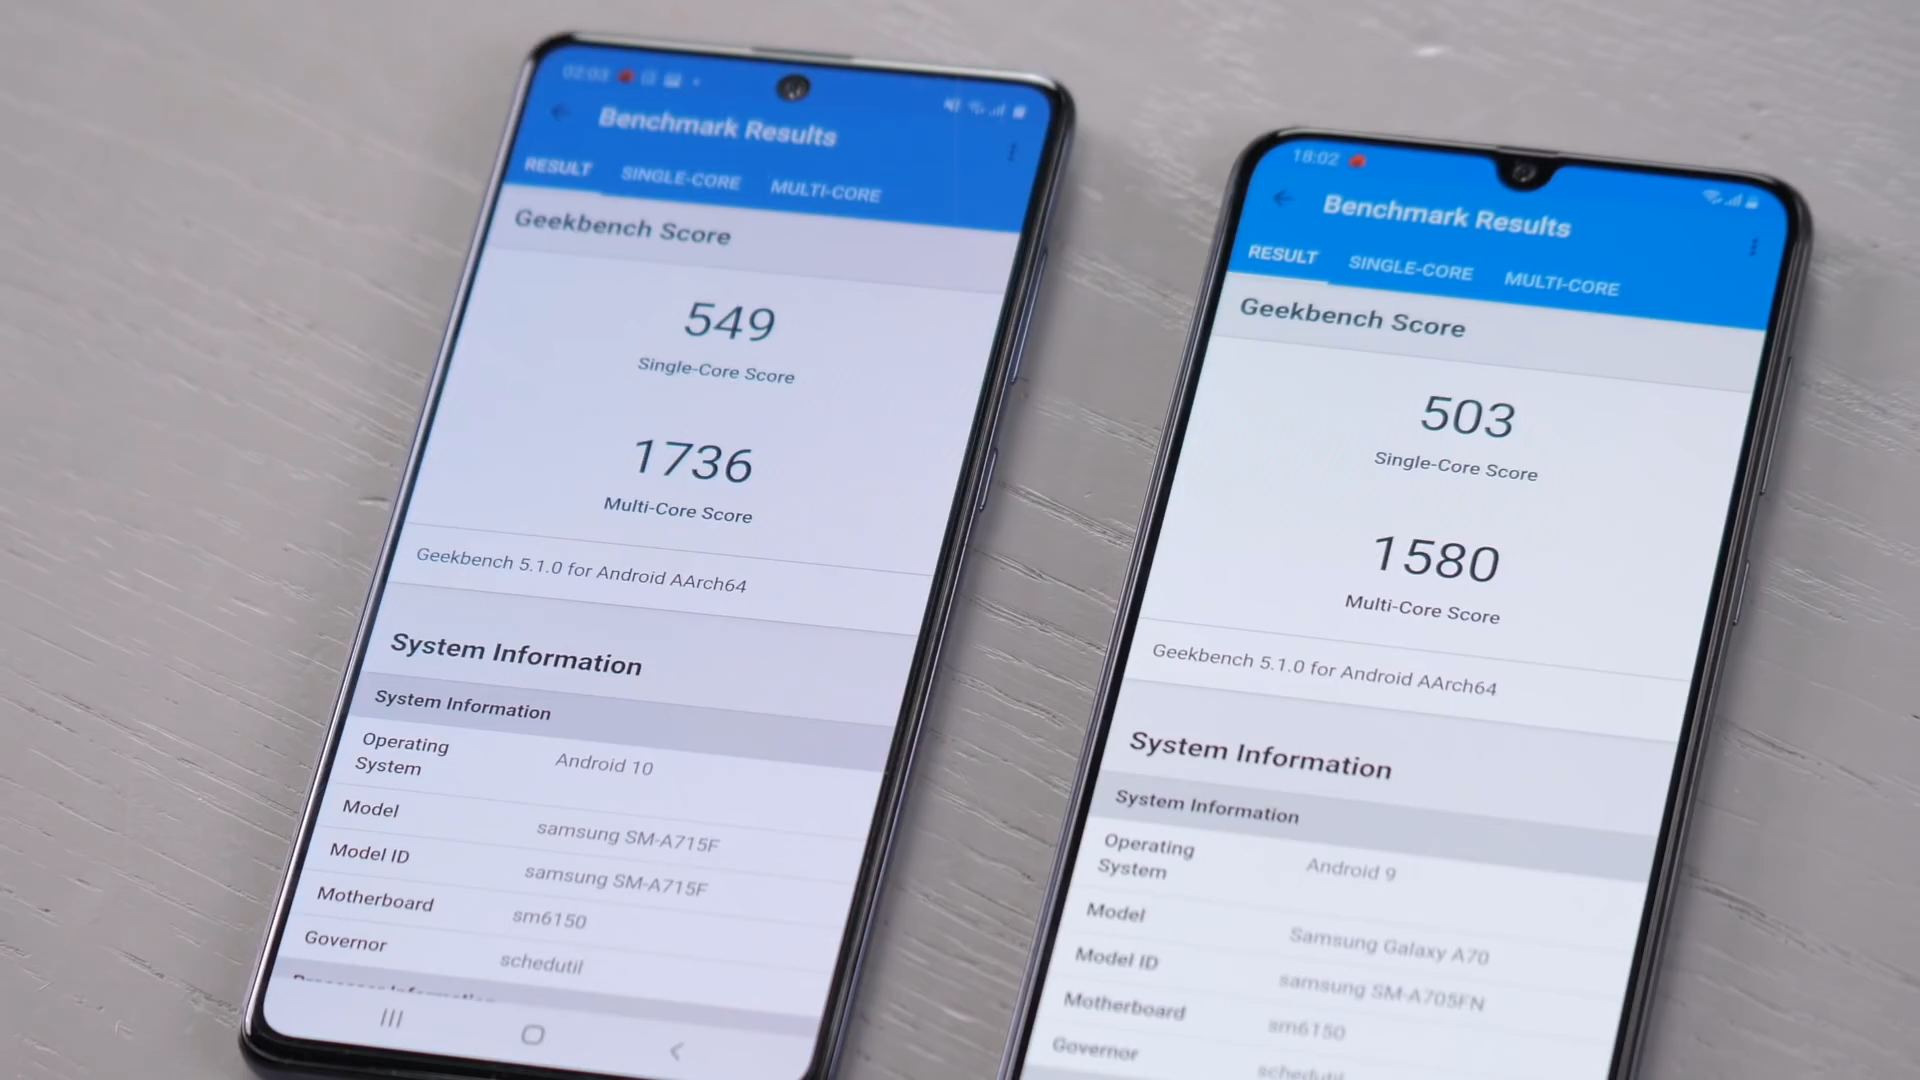 02:03
Benchmark Results
RESULT SINGLE-CORE MULTI-CORE
Geekbench Score
549
Single-Core Score
1736
Multi-Core Score
Geekbench 5.1.0 for Android AArch64
System Information
System Information
Operating System Android 10
Model samsung SM-A715F
Model ID samsung SM-A715F
Motherboard sm6150
Governor schedutil
18:02
Benchmark Results
RESULT SINGLE-CORE MULTI-CORE
Geekbench Score
503
Single-Core Score
1580
Multi-Core Score
Geekbench 5.1.0 for Android AArch64
System Information
System Information
Operating System Android 9
Model Samsung Galaxy A70
Model ID samsung SM-A705FN
Motherboard sm6150
Governor schedutil